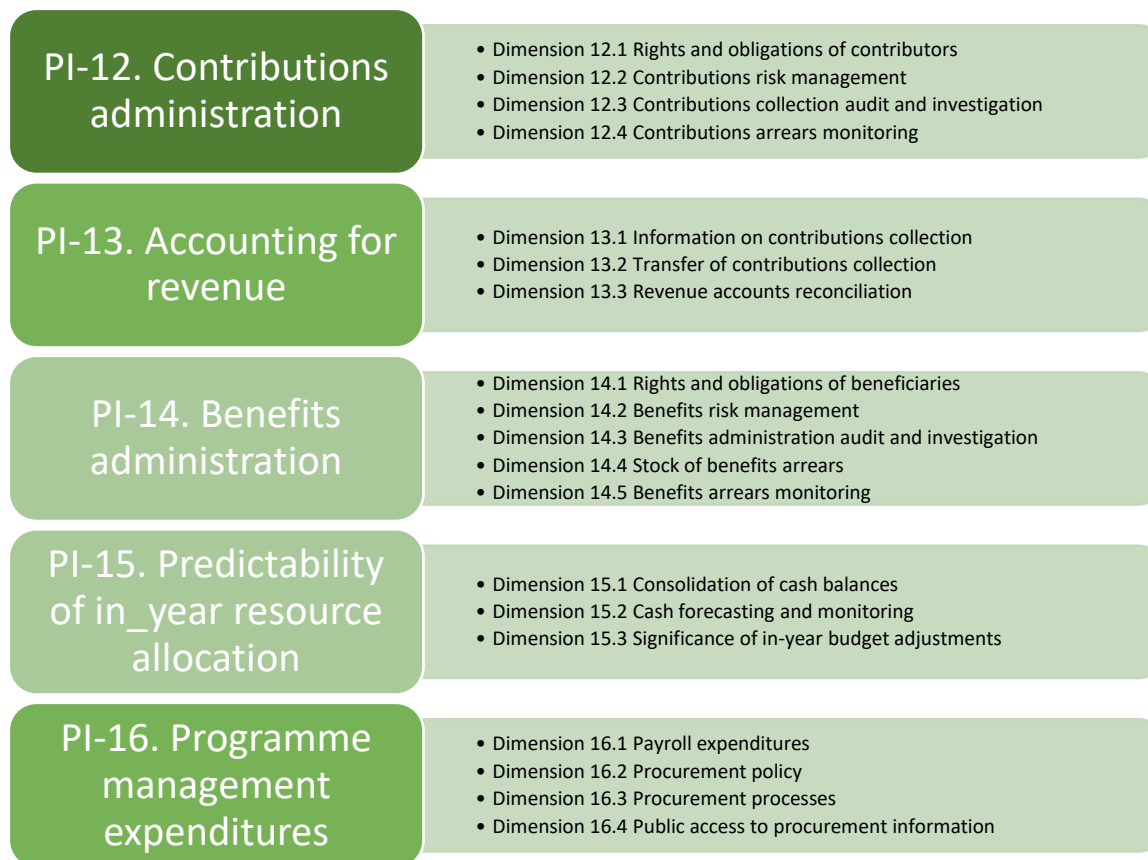 PI-12. Contributions
administration
• Dimension 12.1 Rights and obligations of contributors
• Dimension 12.2 Contributions risk management
• Dimension 12.3 Contributions collection audit and investigation
• Dimension 12.4 Contributions arrears monitoring
PI-13. Accounting for
revenue
• Dimension 13.1 Information on contributions collection
• Dimension 13.2 Transfer of contributions collection
• Dimension 13.3 Revenue accounts reconciliation
PI-14. Benefits
administration
• Dimension 14.1 Rights and obligations of beneficiaries
• Dimension 14.2 Benefits risk management
• Dimension 14.3 Benefits administration audit and investigation
• Dimension 14.4 Stock of benefits arrears
• Dimension 14.5 Benefits arrears monitoring
PI-15. Predictability
of in_year resource
allocation
• Dimension 15.1 Consolidation of cash balances
• Dimension 15.2 Cash forecasting and monitoring
• Dimension 15.3 Significance of in-year budget adjustments
PI-16. Programme
management
expenditures
• Dimension 16.1 Payroll expenditures
• Dimension 16.2 Procurement policy
• Dimension 16.3 Procurement processes
• Dimension 16.4 Public access to procurement information